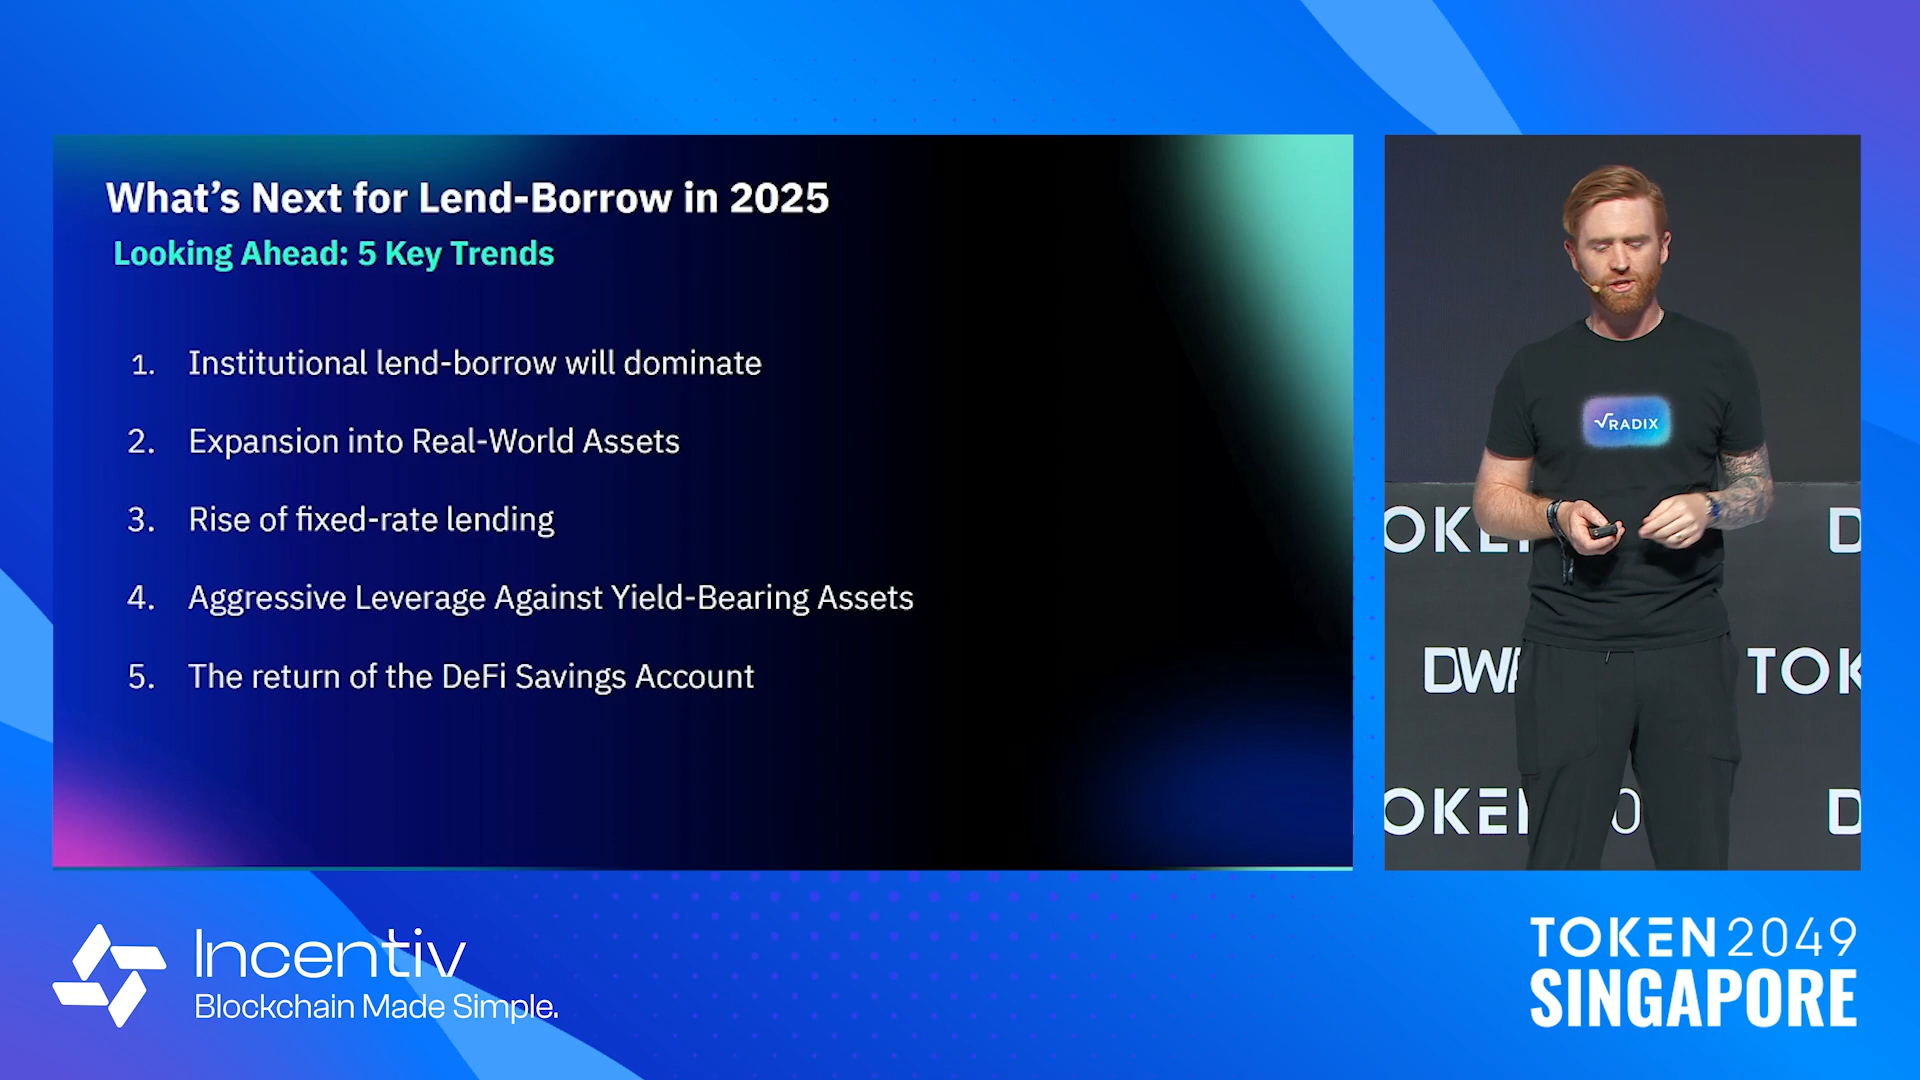 What's Next for Lend-Borrow in 2025
Looking Ahead: 5 Key Trends
1. Institutional lend-borrow will dominate
2. Expansion into Real-World Assets
3. Rise of fixed-rate lending
4. Aggressive Leverage Against Yield-Bearing Assets
5. The return of the DeFi Savings Account
RADIX
Incentiv
Blockchain Made Simple.
TOKEN2049
SINGAPORE